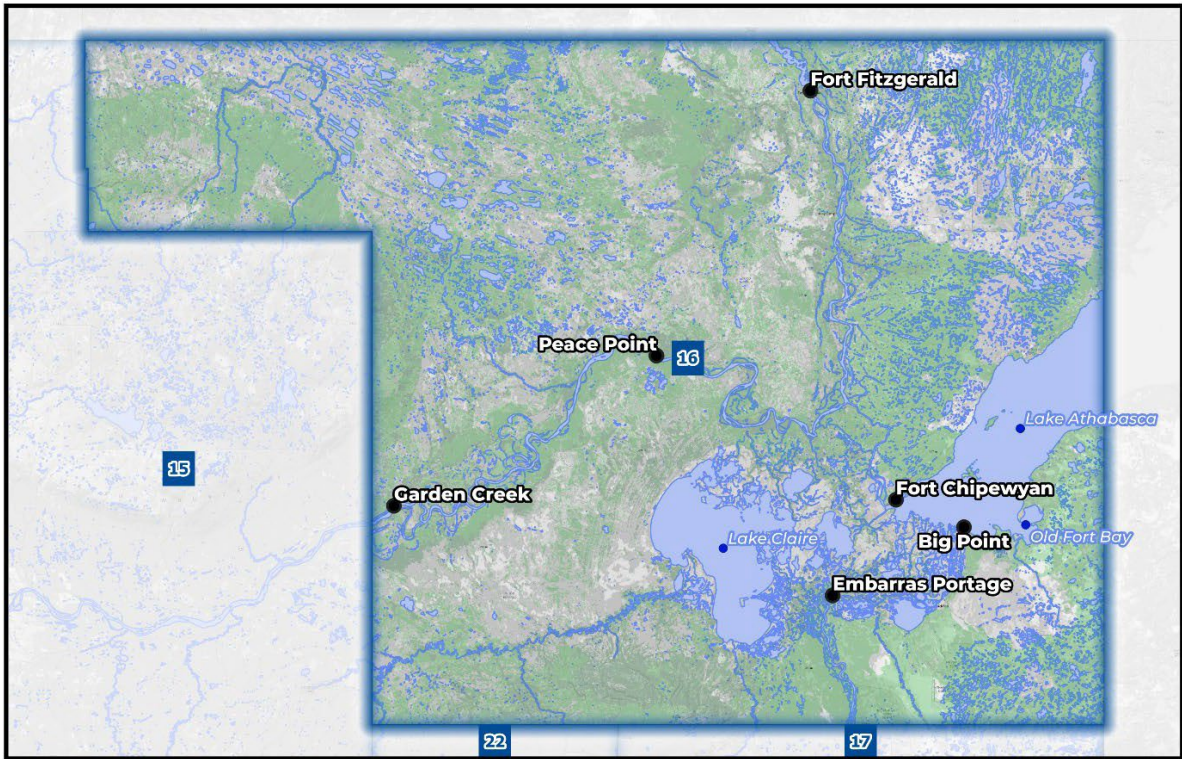 Fort Fitzgerald
Peace Point
16
Lake Athabasca
15
Garden Creek
Fort Chipewyan
Big Point
Old Fort Bay
Lake Claire
Embarras Portage
22
17